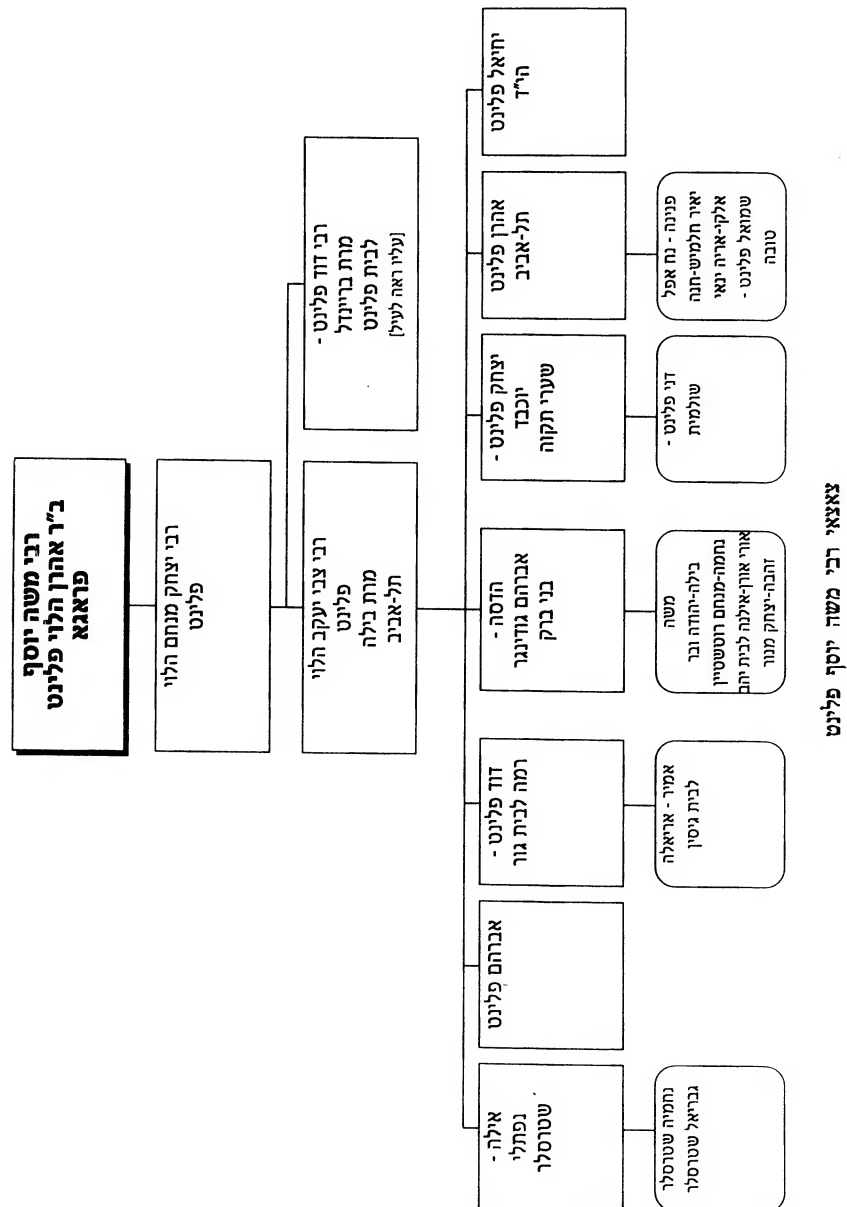 רבי משה יוסף
ב"ר אהרן הלוי פלינט
פראגא
רבי יצחק מנחם הלוי
פלינט
רבי דוד פלינט -
מרת בריינדל
לבית פלינט
[עליו ראה לעיל]
רבי צבי יעקב הלוי
פלינט
מרת בילה
תל-אביב
יחיאל פלינט
הי"ד
אהרן פלינט
תל-אביב
יצחק פלינט -
יוכבד
שערי תקווה
הדסה -
אברהם גודינגר
בני ברק
דוד פלינט -
רמה לבית גור
אברהם פלינט
אילה -
נפתלי
שטרסלר
פנינה - נח אפל
יאיר חלמיש-חנה
אלקי-אריה ינאי
שמואל פלינט -
טובה
דני פלינט -
שולמית
משה
בילה-יהודה ובר
נחמה-מנחם רוטשטיין
אורי אוון-אילנה לבית יהב
זהבה-יצחק מנור
אמיר - אריאלה
לבית גיסין
נחמיה שטרסלר
גבריאל שטרסלר
צאצאי רבי משה יוסף פלינט